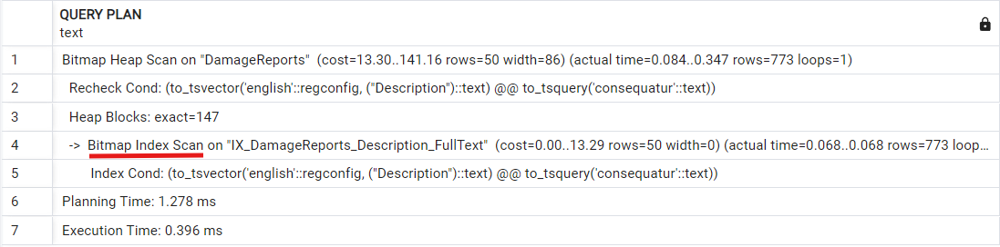 QUERY PLAN
text
1 Bitmap Heap Scan on "DamageReports" (cost=13.30..141.16 rows=50 width=86) (actual time=0.084..0.347 rows=773 loops=1)
2 Recheck Cond: (to_tsvector('english'::regconfig, ("Description")::text) @@ to_tsquery('consequatur'::text))
3 Heap Blocks: exact=147
4 -> Bitmap Index Scan on "IX_DamageReports_Description_FullText" (cost=0.00..13.29 rows=50 width=0) (actual time=0.068..0.068 rows=773 loop...
5 Index Cond: (to_tsvector('english'::regconfig, ("Description")::text) @@ to_tsquery('consequatur'::text))
6 Planning Time: 1.278 ms
7 Execution Time: 0.396 ms